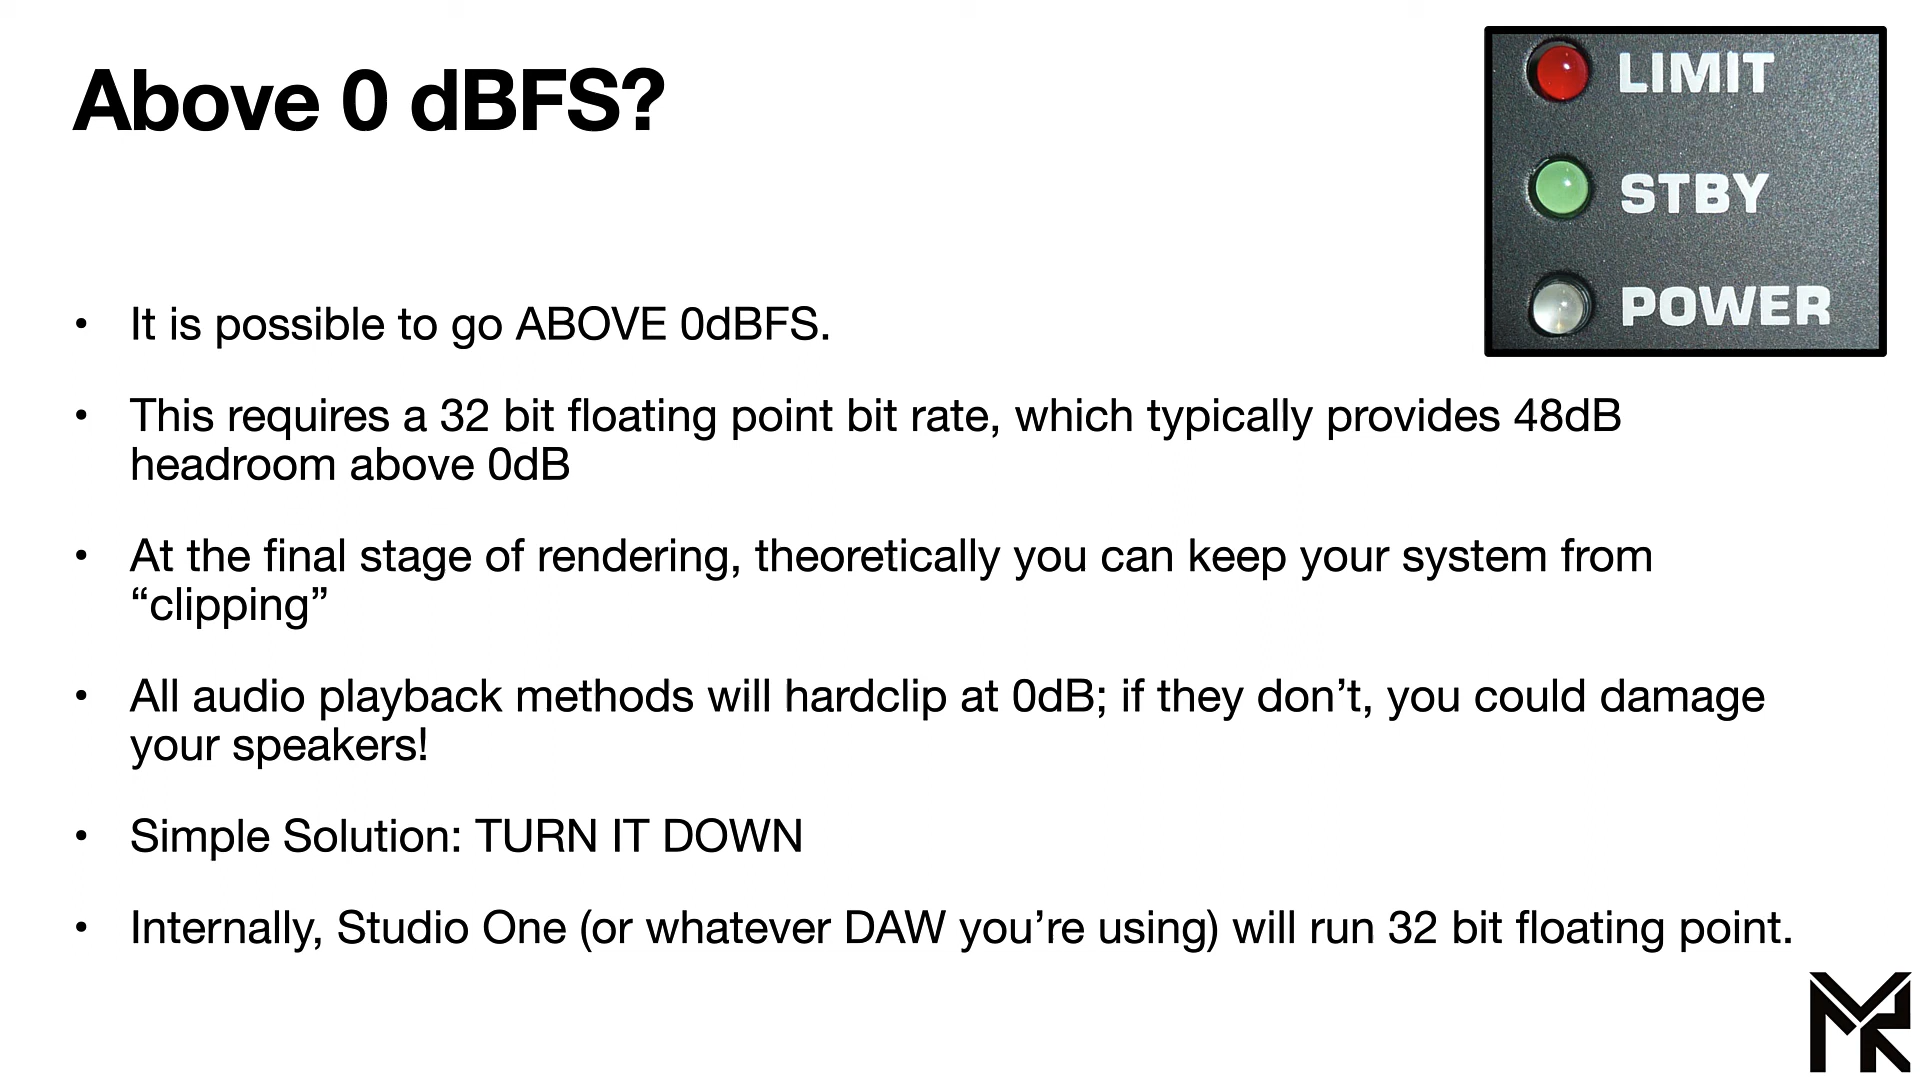 Above 0 dBFS?
LIMIT
STBY
POWER
• It is possible to go ABOVE 0dBFS.
• This requires a 32 bit floating point bit rate, which typically provides 48dB
headroom above 0dB
• At the final stage of rendering, theoretically you can keep your system from
“clipping”
• All audio playback methods will hardclip at 0dB; if they don’t, you could damage
your speakers!
• Simple Solution: TURN IT DOWN
• Internally, Studio One (or whatever DAW you’re using) will run 32 bit floating point.